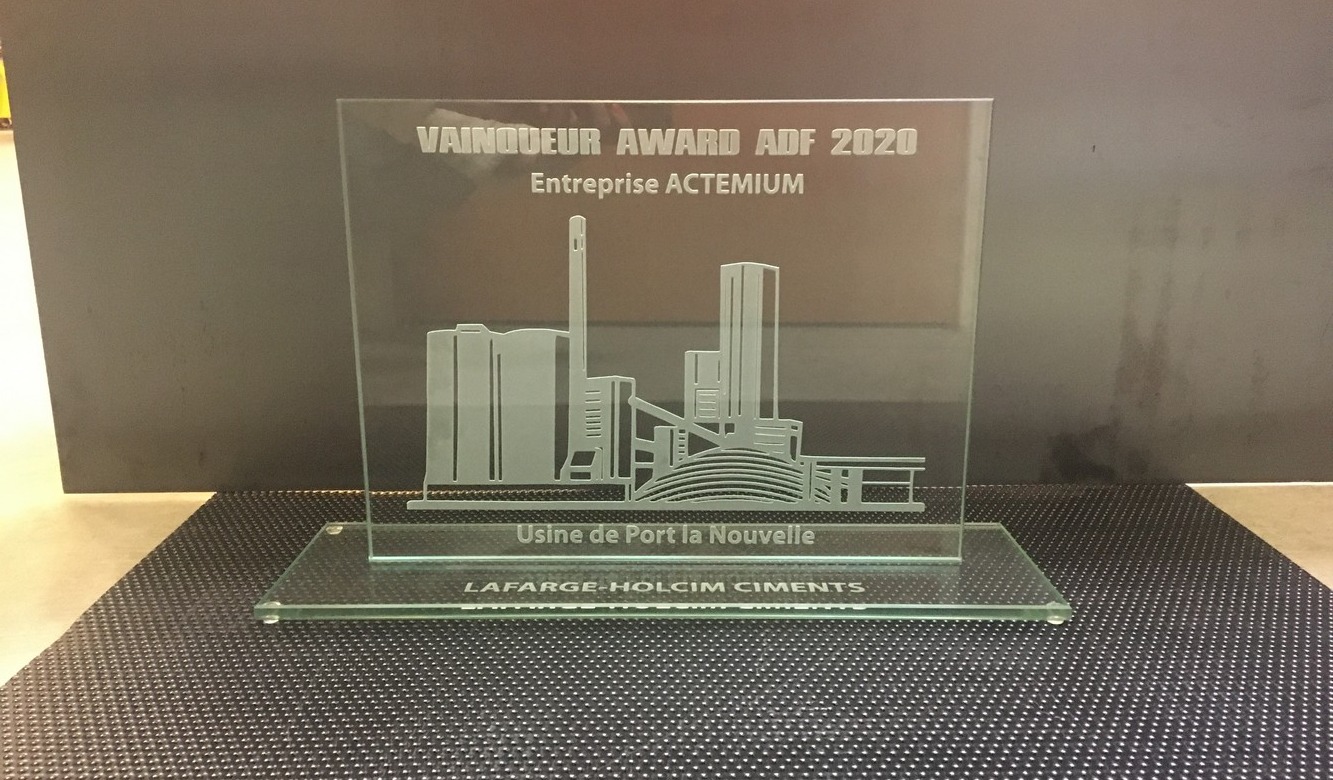 VAINQUEUR AWARD ADF 2020
Entreprise ACTEMIUM
Usine de Port la Nouvelle
LAFARGE-HOLCIM CIMENTS